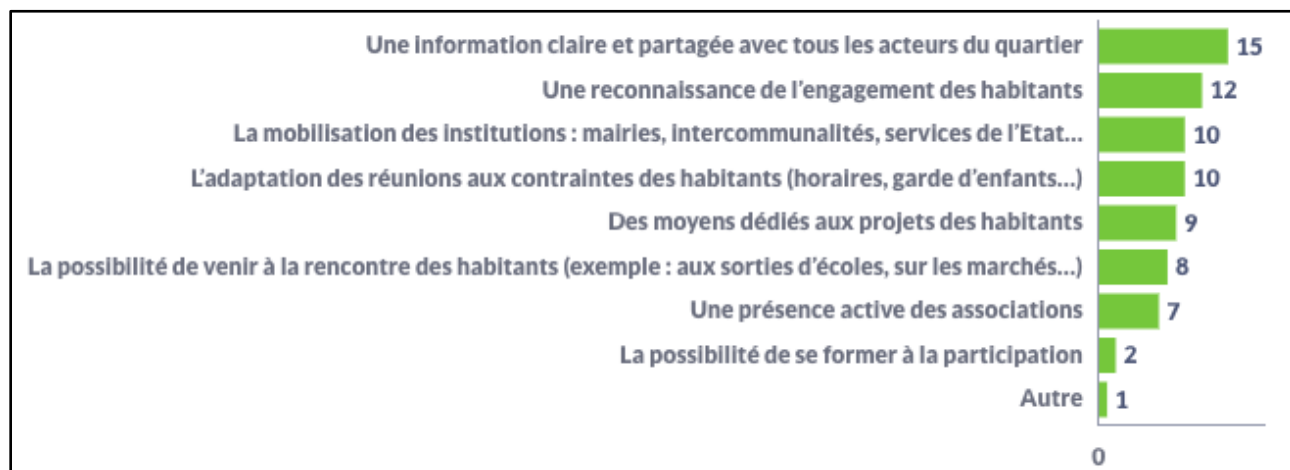 Une information claire et partagée avec tous les acteurs du quartier 15
Une reconnaissance de l'engagement des habitants 12
La mobilisation des institutions : mairies, intercommunalités, services de l'Etat... 10
L'adaptation des réunions aux contraintes des habitants (horaires, garde d'enfants...) 10
Des moyens dédiés aux projets des habitants 9
La possibilité de venir à la rencontre des habitants (exemple : aux sorties d'écoles, sur les marchés...) 8
Une présence active des associations 7
La possibilité de se former à la participation 2
Autre 1
0